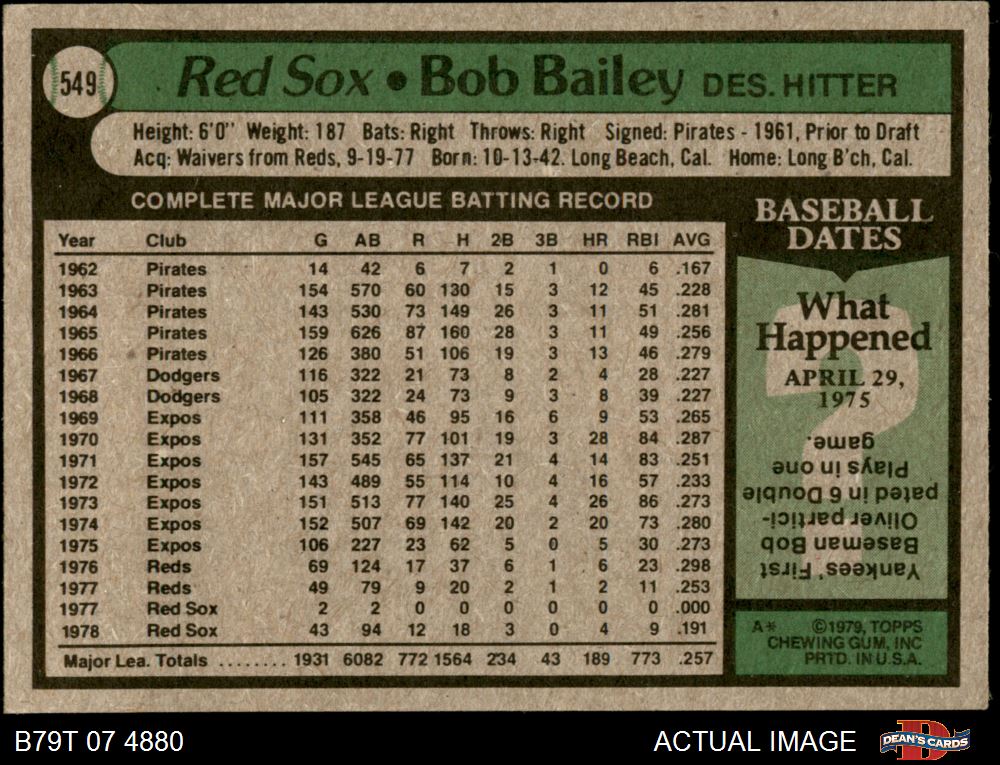 549
Red Sox • Bob Bailey DES. HITTER
Height: 6'0" Weight: 187 Bats: Right Throws: Right Signed: Pirates - 1961, Prior to Draft
Acq: Waivers from Reds, 9-19-77 Born: 10-13-42. Long Beach, Cal. Home: Long B'ch, Cal.
COMPLETE MAJOR LEAGUE BATTING RECORD
Year Club G AB R H 2B 3B HR RBI AVG
1962 Pirates 14 42 6 7 2 1 0 6 .167
1963 Pirates 154 570 60 130 15 3 12 45 .228
1964 Pirates 143 530 73 149 26 3 11 51 .281
1965 Pirates 159 626 87 160 28 3 11 49 .256
1966 Pirates 126 380 51 106 19 3 13 46 .279
1967 Dodgers 116 322 21 73 8 2 4 28 .227
1968 Dodgers 105 322 24 73 9 3 8 39 .227
1969 Expos 111 358 46 95 16 6 9 53 .265
1970 Expos 131 352 77 101 19 3 28 84 .287
1971 Expos 157 545 65 137 21 4 14 83 .251
1972 Expos 143 489 55 114 10 4 16 57 .233
1973 Expos 151 513 77 140 25 4 26 86 .273
1974 Expos 152 507 69 142 20 2 20 73 .280
1975 Expos 106 227 23 62 5 0 5 30 .273
1976 Reds 69 124 17 37 6 1 6 23 .298
1977 Reds 49 79 9 20 2 1 2 11 .253
1977 Red Sox 2 2 0 0 0 0 0 0 .000
1978 Red Sox 43 94 12 18 3 0 4 9 .191
Major Lea. Totals ........ 1931 6082 772 1564 234 43 189 773 .257
BASEBALL
DATES
What
Happened
APRIL 29,
1975
?
Yankees' First
Baseman Bob
Oliver partici-
pated in 6 Double
Plays in one
game.
A* ©1979, TOPPS
CHEWING GUM, INC
PRTD. IN U.S.A.
B79T 07 4880
ACTUAL IMAGE
D
DEAN'S CARDS